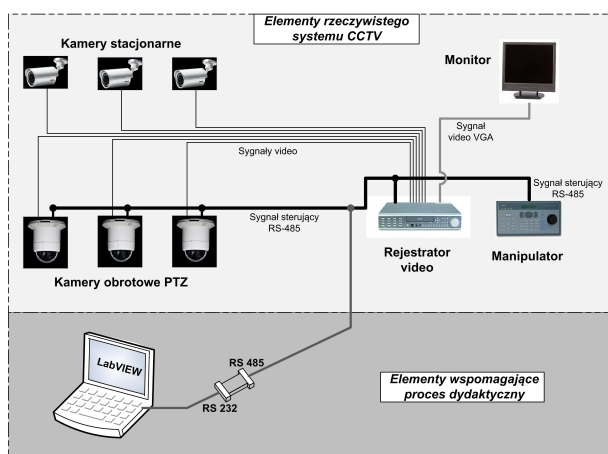 Elementy rzeczywistego
systemu CCTV
Kamery stacjonarne
Monitor
Sygnał
video VGA
Sygnały video
Sygnał sterujący
RS-485
Sygnał sterujący
RS-485
Rejestrator
video
Manipulator
Kamery obrotowe PTZ
LabVIEW
RS 485
RS 232
Elementy wspomagające
proces dydaktyczny